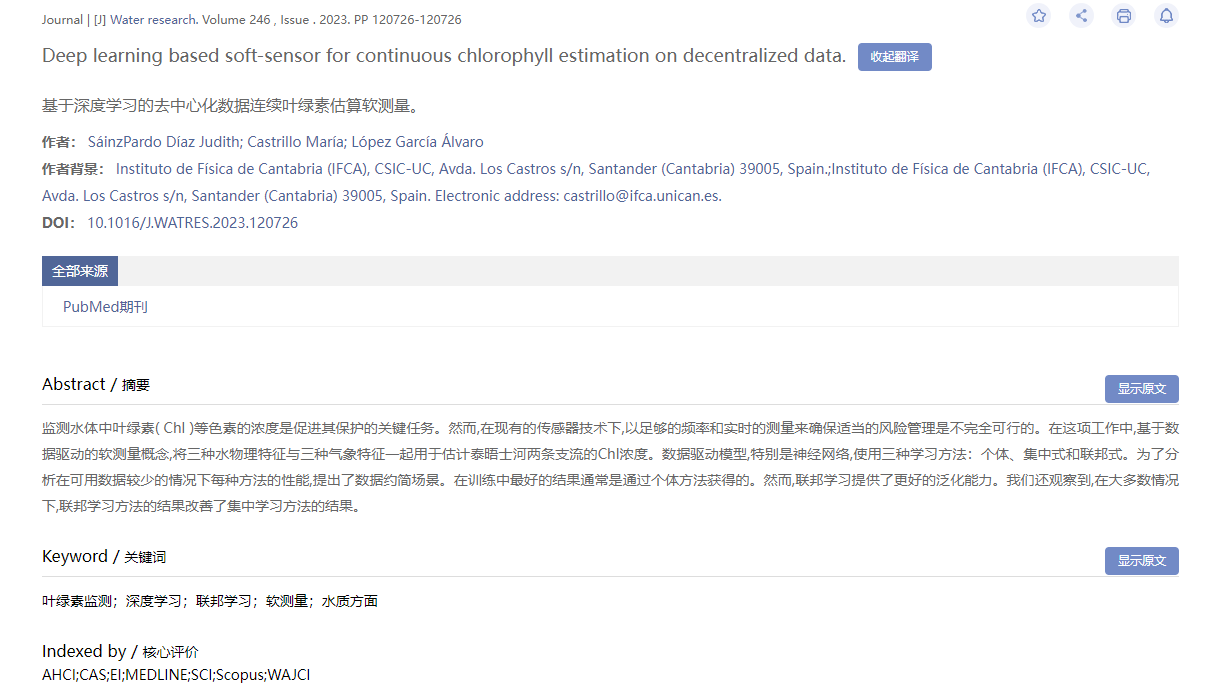 Journal | [J] Water research. Volume 246 , Issue . 2023. PP 120726-120726
Deep learning based soft-sensor for continuous chlorophyll estimation on decentralized data. 收起翻译
基于深度学习的去中心化数据连续叶绿素估算软测量。
作者： SáinzPardo Díaz Judith; Castrillo María; López García Álvaro
作者背景： Instituto de Física de Cantabria (IFCA), CSIC-UC, Avda. Los Castros s/n, Santander (Cantabria) 39005, Spain.;Instituto de Física de Cantabria (IFCA), CSIC-UC,
Avda. Los Castros s/n, Santander (Cantabria) 39005, Spain. Electronic address: castrillo@ifca.unican.es.
DOI： 10.1016/J.WATRES.2023.120726
全部来源
PubMed期刊
Abstract / 摘要
显示原文
监测水体中叶绿素( Chl )等色素的浓度是促进其保护的关键任务。然而,在现有的传感器技术下,以足够的频率和实时的测量来确保适当的风险管理是不完全可行的。在这项工作中,基于数
据驱动的软测量概念,将三种水物理特征与三种气象特征一起用于估计泰晤士河两条支流的Chl浓度。数据驱动模型,特别是神经网络,使用三种学习方法：个体、集中式和联邦式。为了分
析在可用数据较少的情况下每种方法的性能,提出了数据约简场景。在训练中最好的结果通常是通过个体方法获得的。然而,联邦学习提供了更好的泛化能力。我们还观察到,在大多数情况
下,联邦学习方法的结果改善了集中学习方法的结果。
Keyword / 关键词
显示原文
叶绿素监测；深度学习；联邦学习；软测量；水质方面
Indexed by / 核心评价
AHCI;CAS;EI;MEDLINE;SCI;Scopus;WAJCI